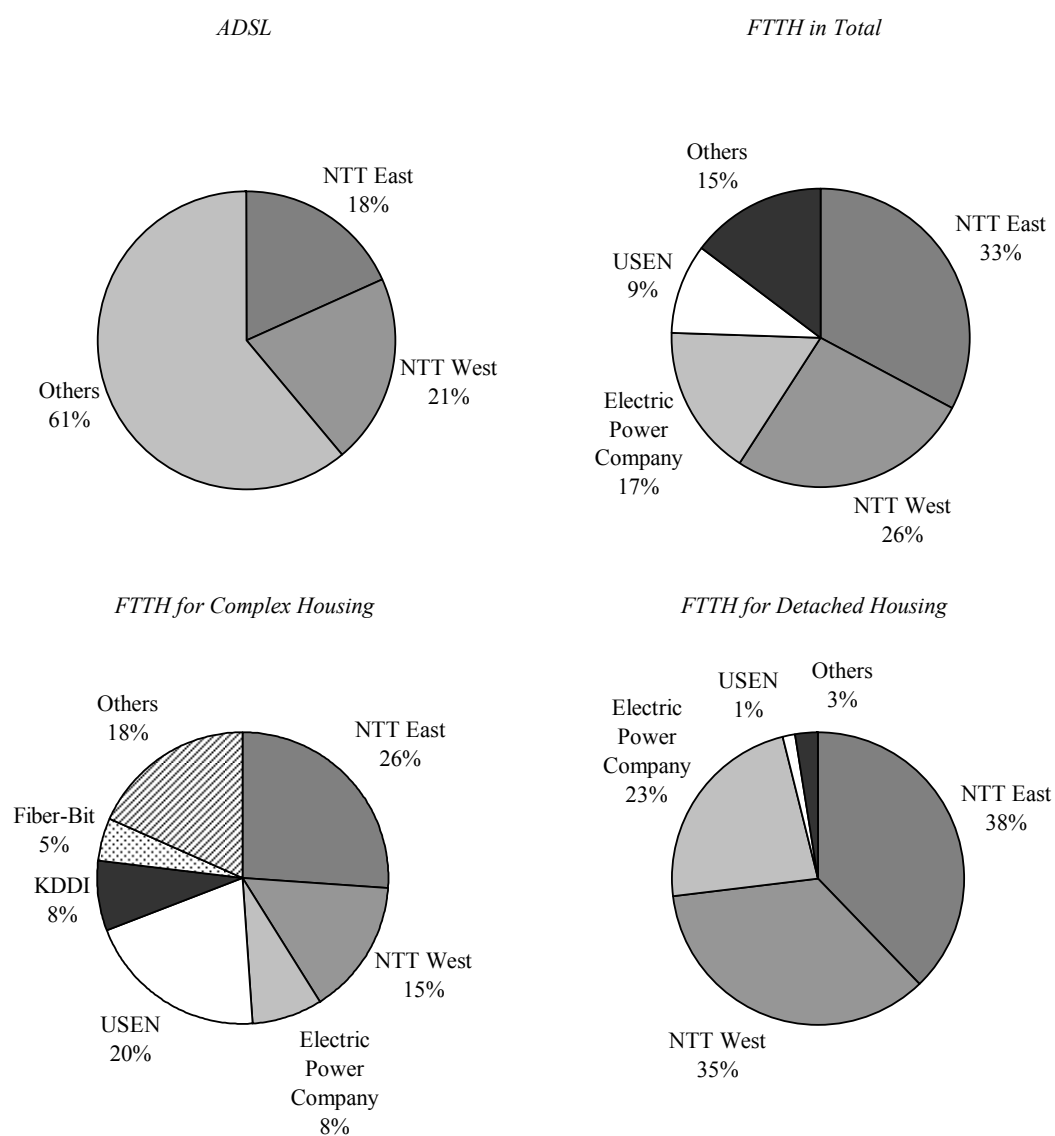 ADSL
NTT East
18%
NTT West
21%
Others
61%
FTTH in Total
Others
15%
NTT East
33%
USEN
9%
Electric
Power
Company
17%
NTT West
26%
FTTH for Complex Housing
Others
18%
NTT East
26%
Fiber-Bit
5%
KDDI
8%
NTT West
15%
USEN
20%
Electric
Power
Company
8%
FTTH for Detached Housing
USEN
1%
Others
3%
Electric
Power
Company
23%
NTT East
38%
NTT West
35%